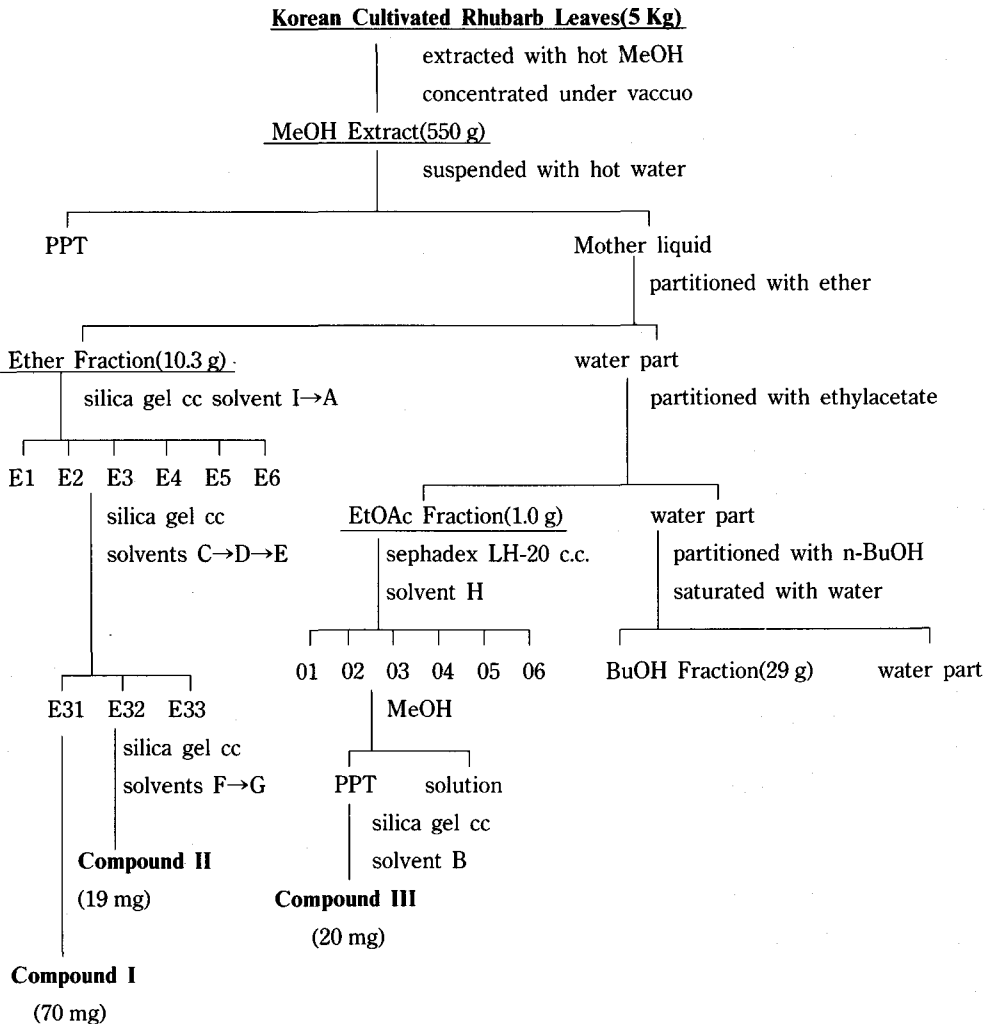 Korean Cultivated Rhubarb Leaves(5 Kg)
extracted with hot MeOH
concentrated under vaccuo
MeOH Extract(550 g)
suspended with hot water
PPT
Mother liquid
partitioned with ether
Ether Fraction(10.3 g)
water part
silica gel cc solvent I→A
partitioned with ethylacetate
E1 E2 E3 E4 E5 E6
silica gel cc
solvents C→D→E
EtOAc Fraction(1.0 g)
water part
sephadex LH-20 c.c.
solvent H
partitioned with n-BuOH
saturated with water
01 02 03 04 05 06
BuOH Fraction(29 g)
water part
E31 E32 E33
MeOH
silica gel cc
solvents F→G
PPT
solution
silica gel cc
solvent B
Compound II
(19 mg)
Compound III
(20 mg)
Compound I
(70 mg)